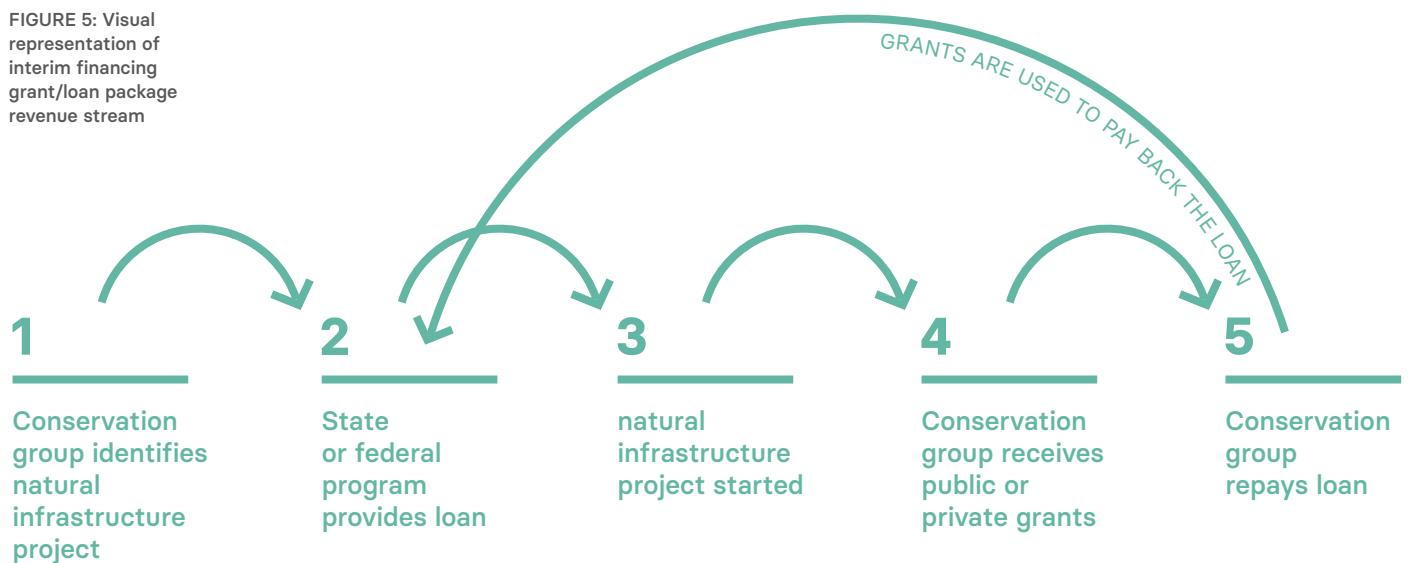 FIGURE 5: Visual
representation of
interim financing
grant/loan package
revenue stream
GRANTS ARE USED TO PAY BACK THE LOAN
1
Conservation
group identifies
natural
infrastructure
project
2
State
or federal
program
provides loan
3
natural
infrastructure
project started
4
Conservation
group receives
public or
private grants
5
Conservation
group
repays loan